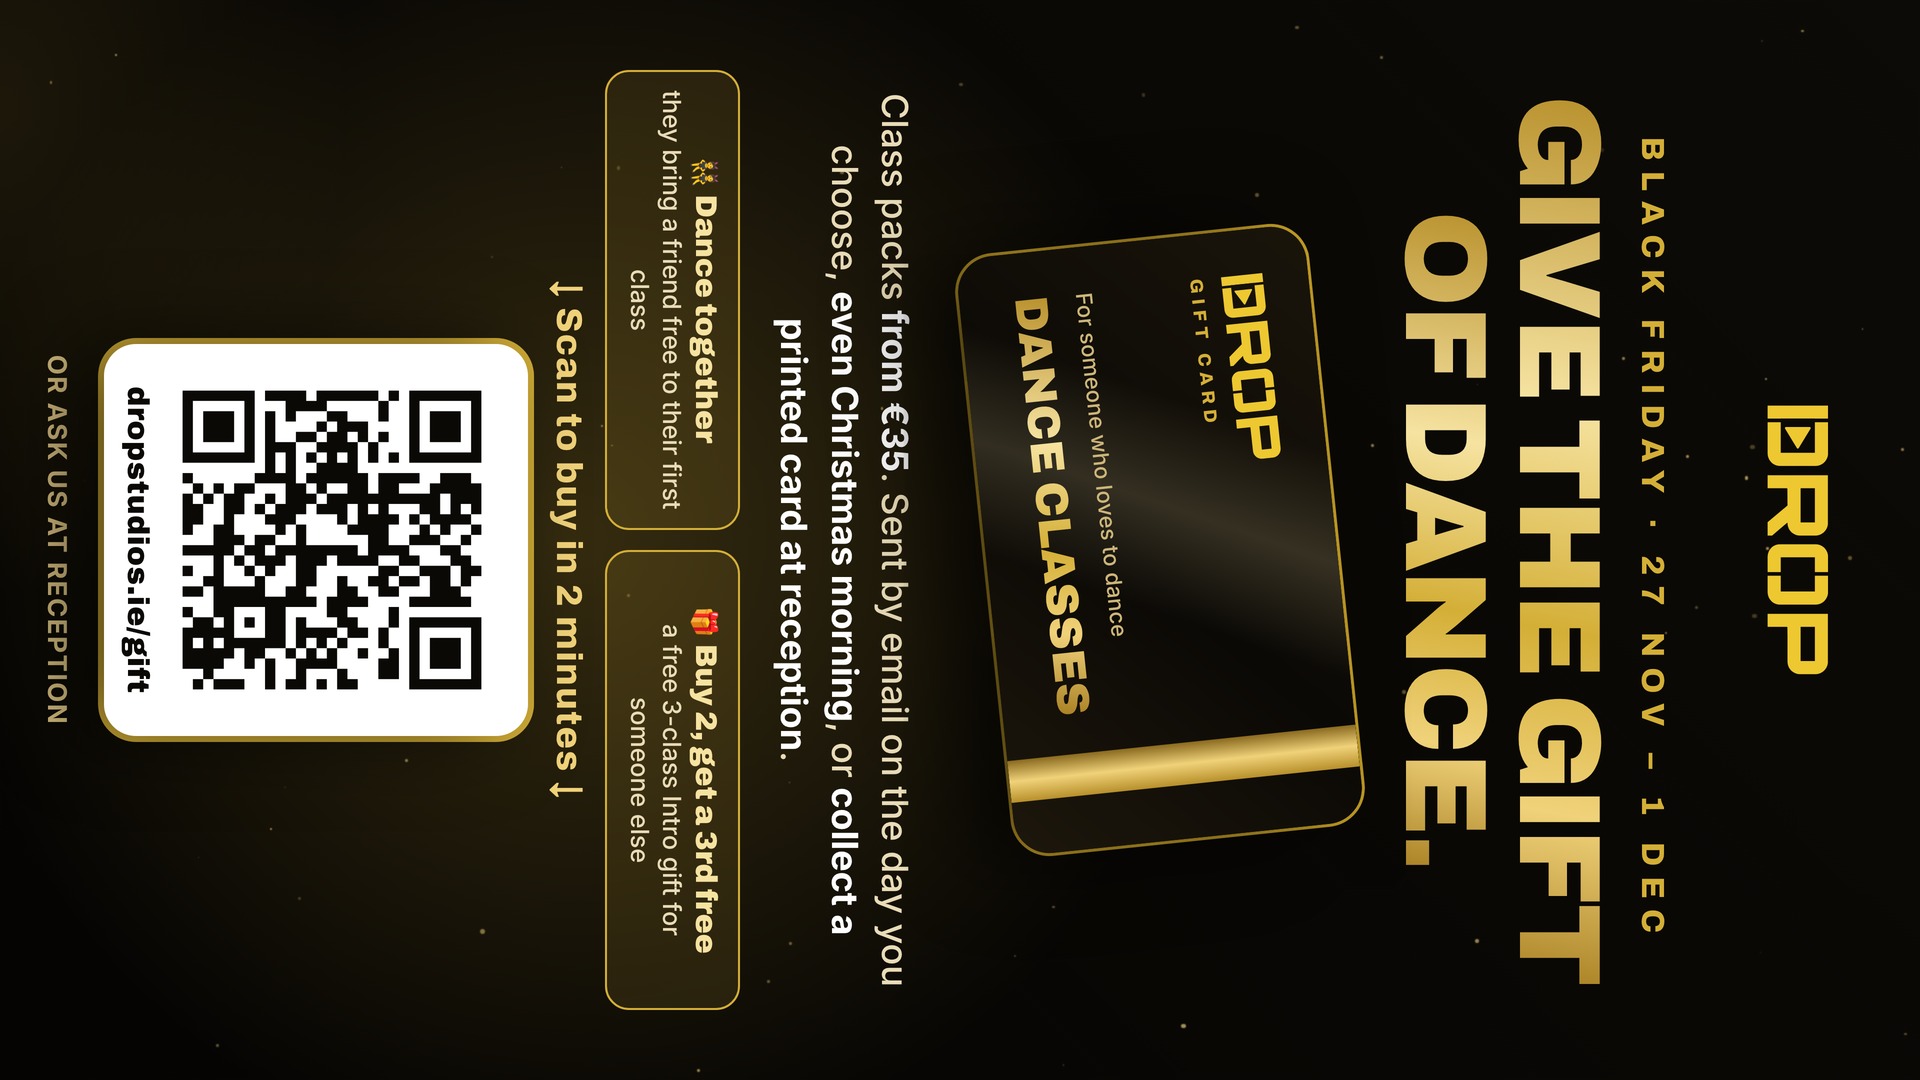 DROP
BLACK FRIDAY · 27 NOV – 1 DEC
GIVE THE GIFT
OF DANCE.
DROP
GIFT CARD
For someone who loves to dance
DANCE CLASSES
Class packs from €35. Sent by email on the day you
choose, even Christmas morning, or collect a
printed card at reception.
👯 Dance together
they bring a friend free to their first
class
🎁 Buy 2, get a 3rd free
a free 3-class Intro gift for
someone else
↓ Scan to buy in 2 minutes ↓
dropstudios.ie/gift
OR ASK US AT RECEPTION